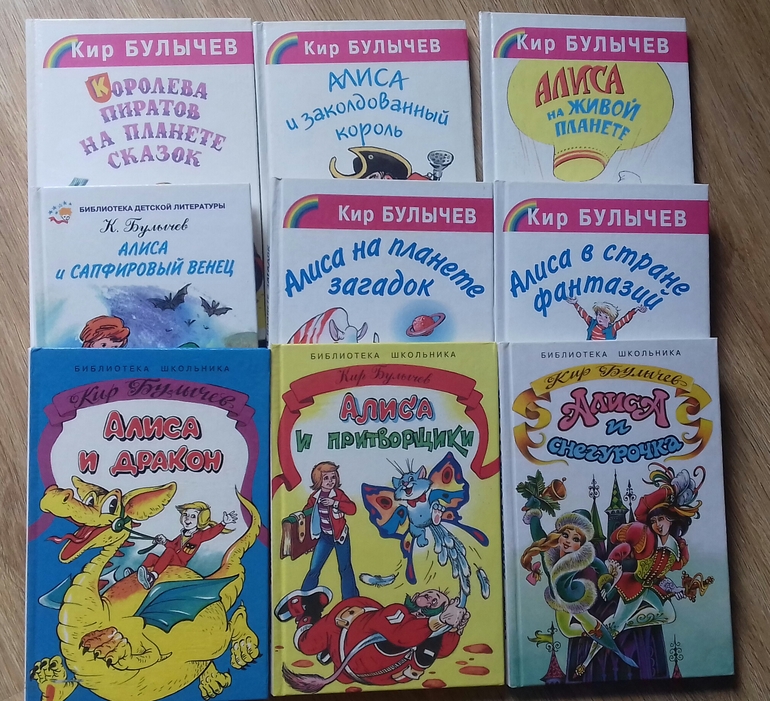 Кир БУЛЫЧЕВ
КОРОЛЕВА
ПИРАТОВ
НА ПЛАНЕТЕ
СКАЗОК
Кир БУЛЫЧЕВ
АЛИСА
и заколдованный
король
Кир БУЛЫЧЕВ
АЛИСА
НА ЖИВОЙ
ПЛАНЕТЕ
БИБЛИОТЕКА ДЕТСКОЙ ЛИТЕРАТУРЫ
К. Булычев
АЛИСА
и САПФИРОВЫЙ ВЕНЕЦ
Кир БУЛЫЧЕВ
Алиса на планете
загадок
Кир БУЛЫЧЕВ
Алиса в стране
фантазий
БИБЛИОТЕКА ШКОЛЬНИКА
Кир Булычев
Алиса
и дракон
БИБЛИОТЕКА ШКОЛЬНИКА
Кир Булычев
Алиса
и притворщики
БИБЛИОТЕКА ШКОЛЬНИКА
Кир Булычев
Алиса
и
снегурочка